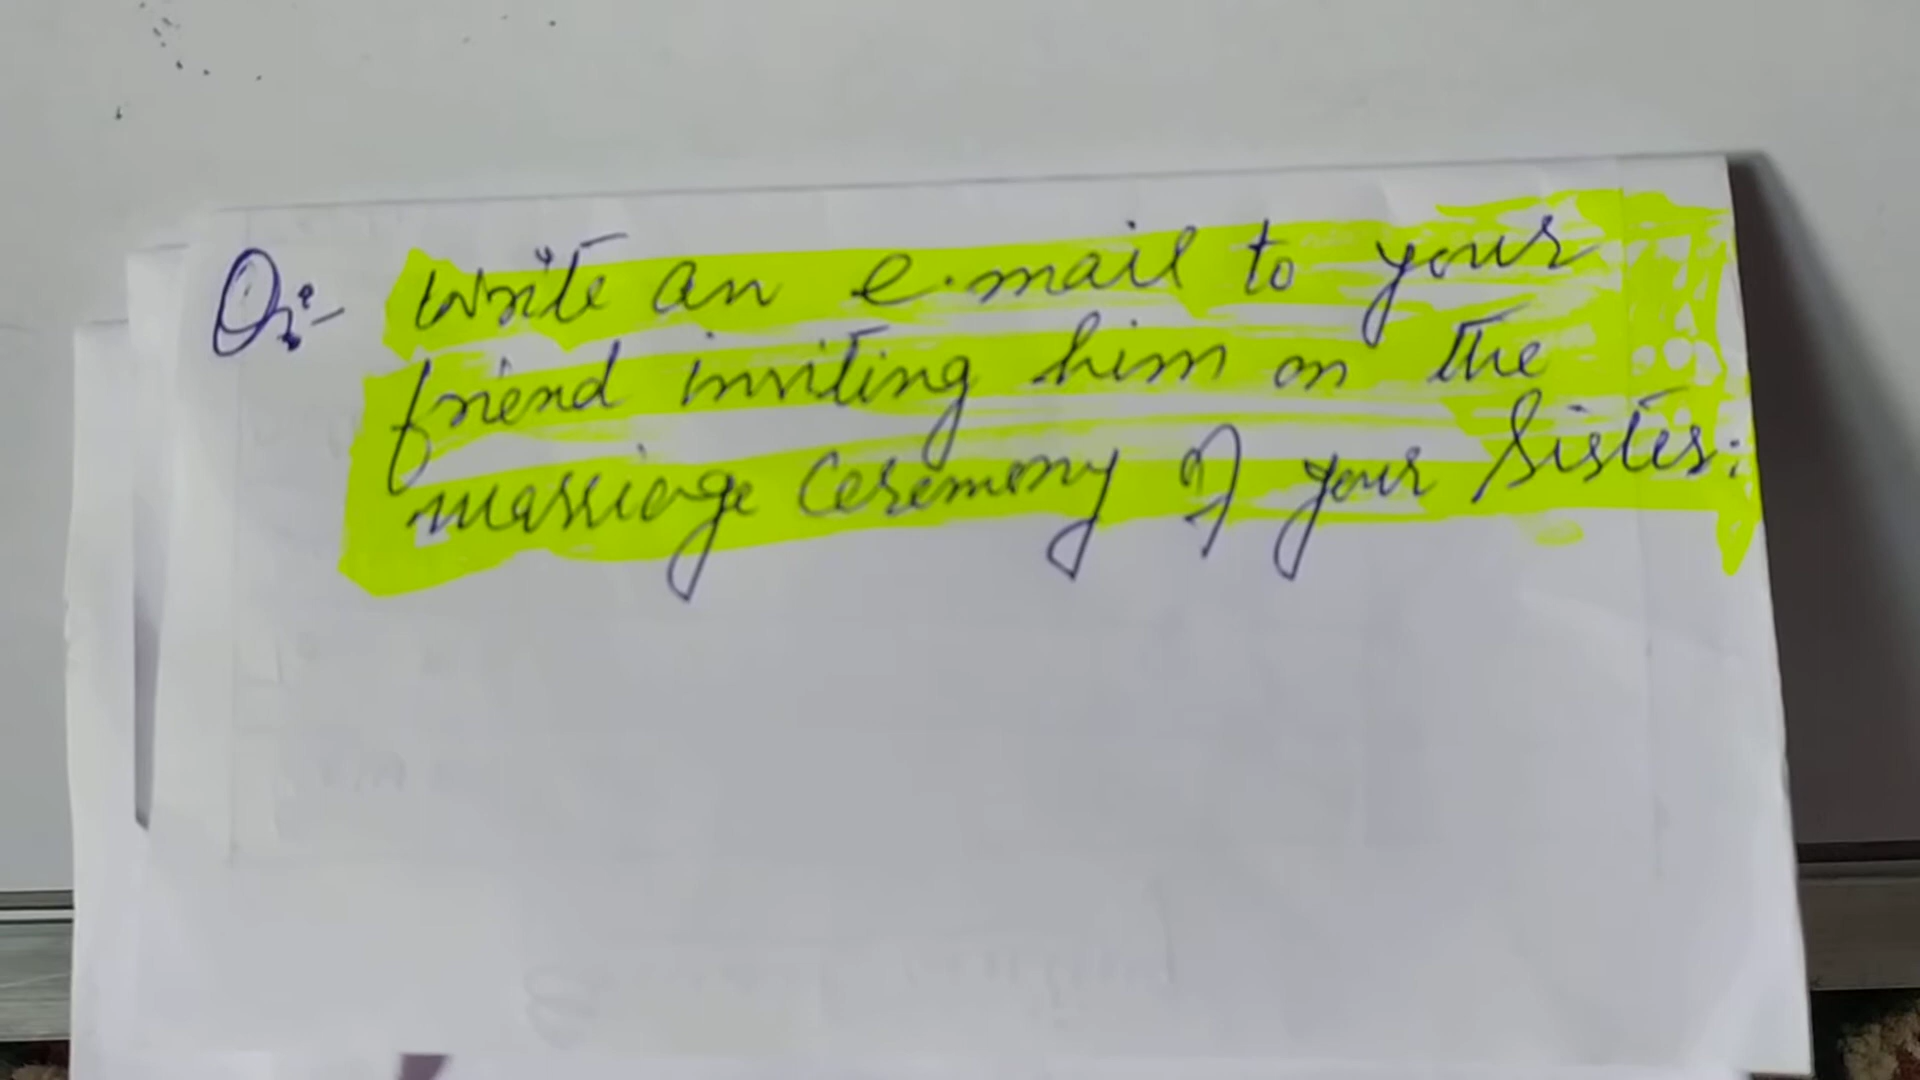 Q:- Write an e.mail to your
friend inviting him on the
marriage ceremony of your Sister.